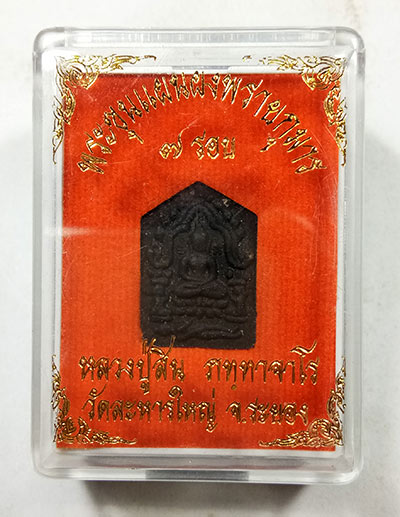 พระขุนแผนผงพรายกุมาร
๗ รอบ
หลวงปู่สิน ภทฺทาจาโร
วัดละหารใหญ่ จ.ระยอง